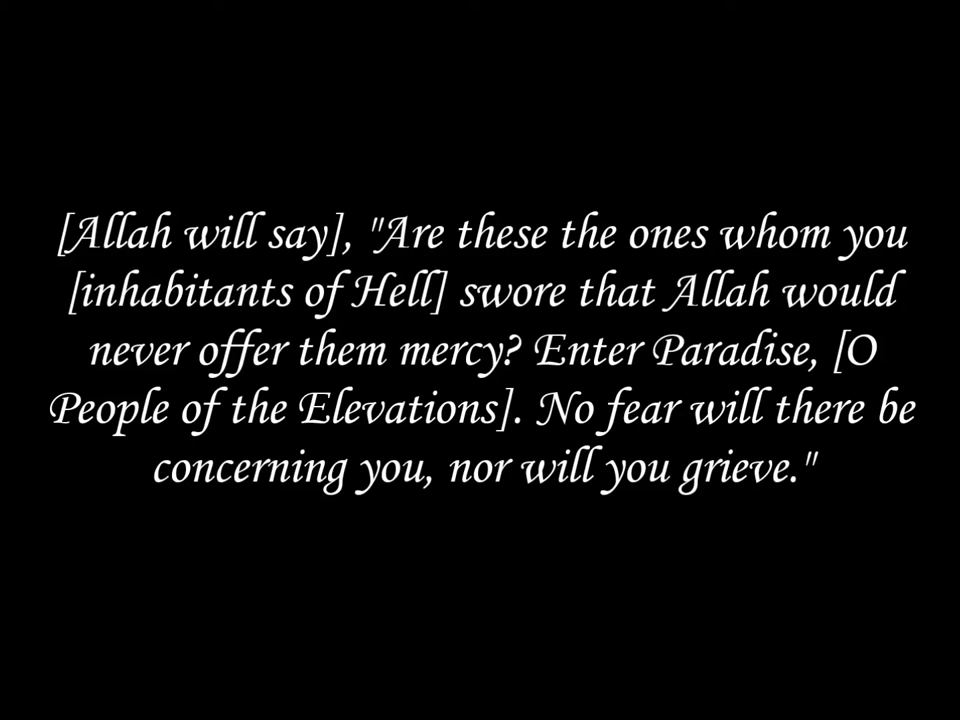 [Allah will say], "Are these the ones whom you
[inhabitants of Hell] swore that Allah would
never offer them mercy? Enter Paradise, [O
People of the Elevations]. No fear will there be
concerning you, nor will you grieve."